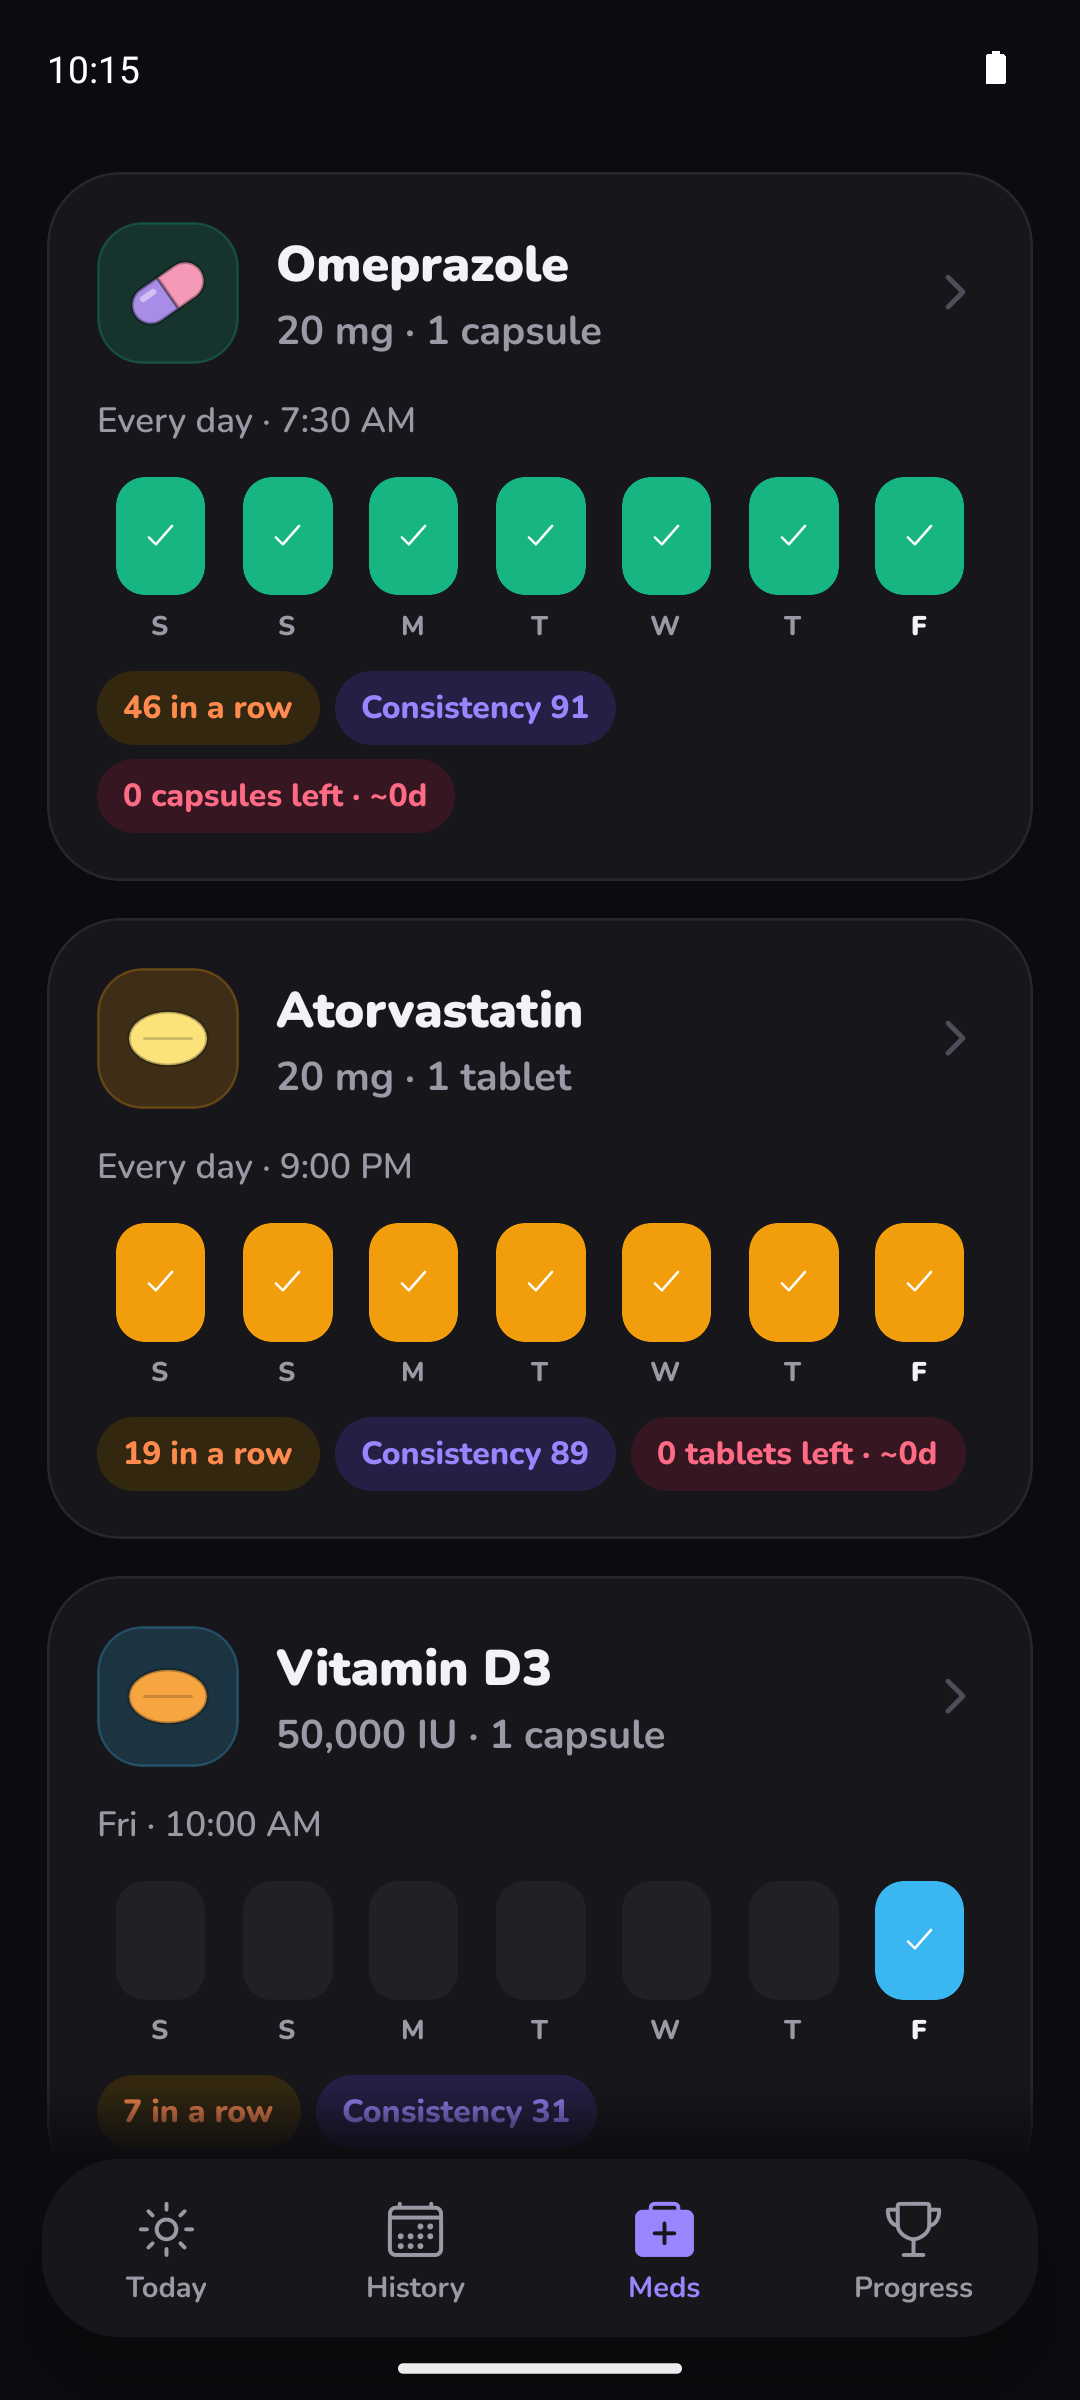 10:15
Omeprazole
20 mg · 1 capsule
Every day · 7:30 AM
S S M T W T F
46 in a row Consistency 91
0 capsules left · ~0d
Atorvastatin
20 mg · 1 tablet
Every day · 9:00 PM
S S M T W T F
19 in a row Consistency 89 0 tablets left · ~0d
Vitamin D3
50,000 IU · 1 capsule
Fri · 10:00 AM
S S M T W T F
7 in a row Consistency 31
Today History Meds Progress